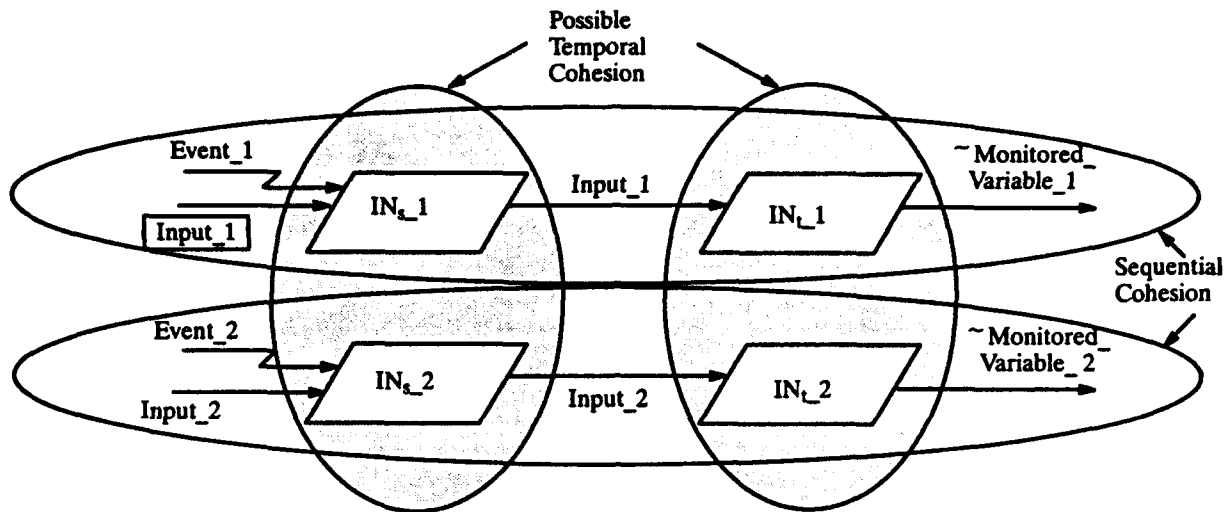 Possible
Temporal
Cohesion
Event_1
Input_1
INs_1
Input_1
INt_1
~Monitored_
Variable_1
Sequential
Cohesion
Event_2
Input_2
INs_2
Input_2
INt_2
~Monitored_
Variable_2